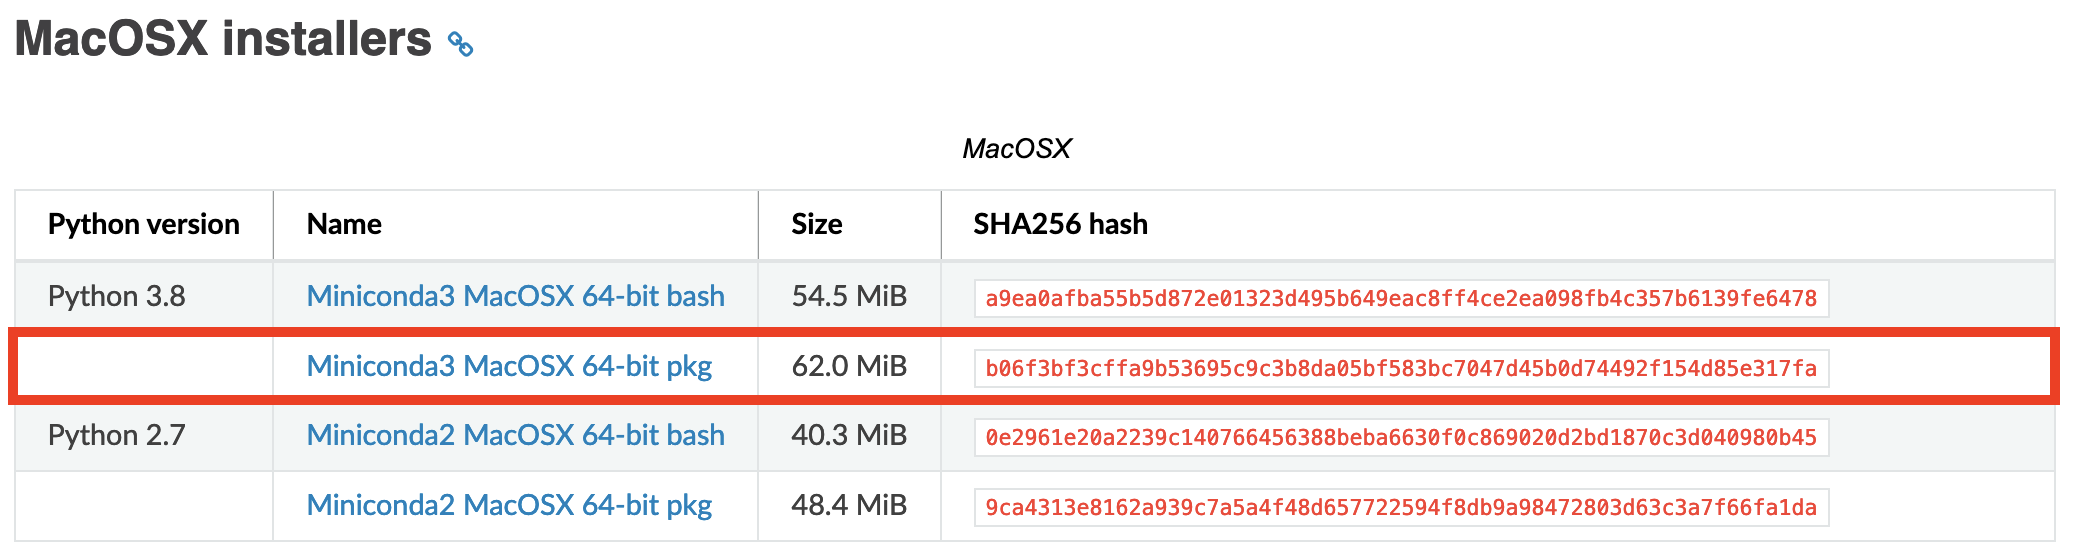 MacOSX installers
MacOSX
Python version Name Size SHA256 hash
Python 3.8 Miniconda3 MacOSX 64-bit bash 54.5 MiB a9ea0afba55b5d872e01323d495b649eac8ff4ce2ea098fb4c357b6139fe6478
Miniconda3 MacOSX 64-bit pkg 62.0 MiB b06f3bf3cffa9b53695c9c3b8da05bf583bc7047d45b0d74492f154d85e317fa
Python 2.7 Miniconda2 MacOSX 64-bit bash 40.3 MiB 0e2961e20a2239c140766456388beba6630f0c869020d2bd1870c3d040980b45
Miniconda2 MacOSX 64-bit pkg 48.4 MiB 9ca4313e8162a939c7a5a4f48d657722594f8db9a98472803d63c3a7f66fa1da